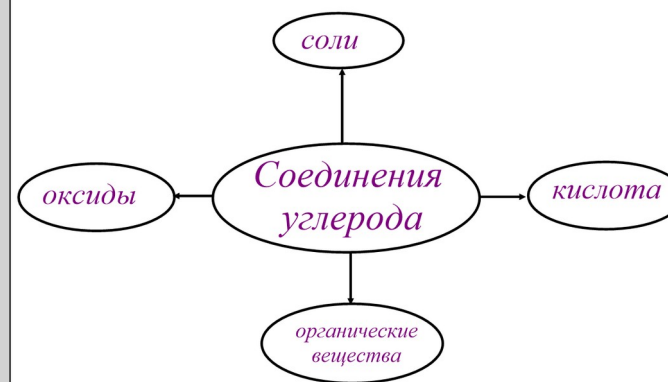 соли
Соединения
углерода
оксиды
кислота
органические
вещества